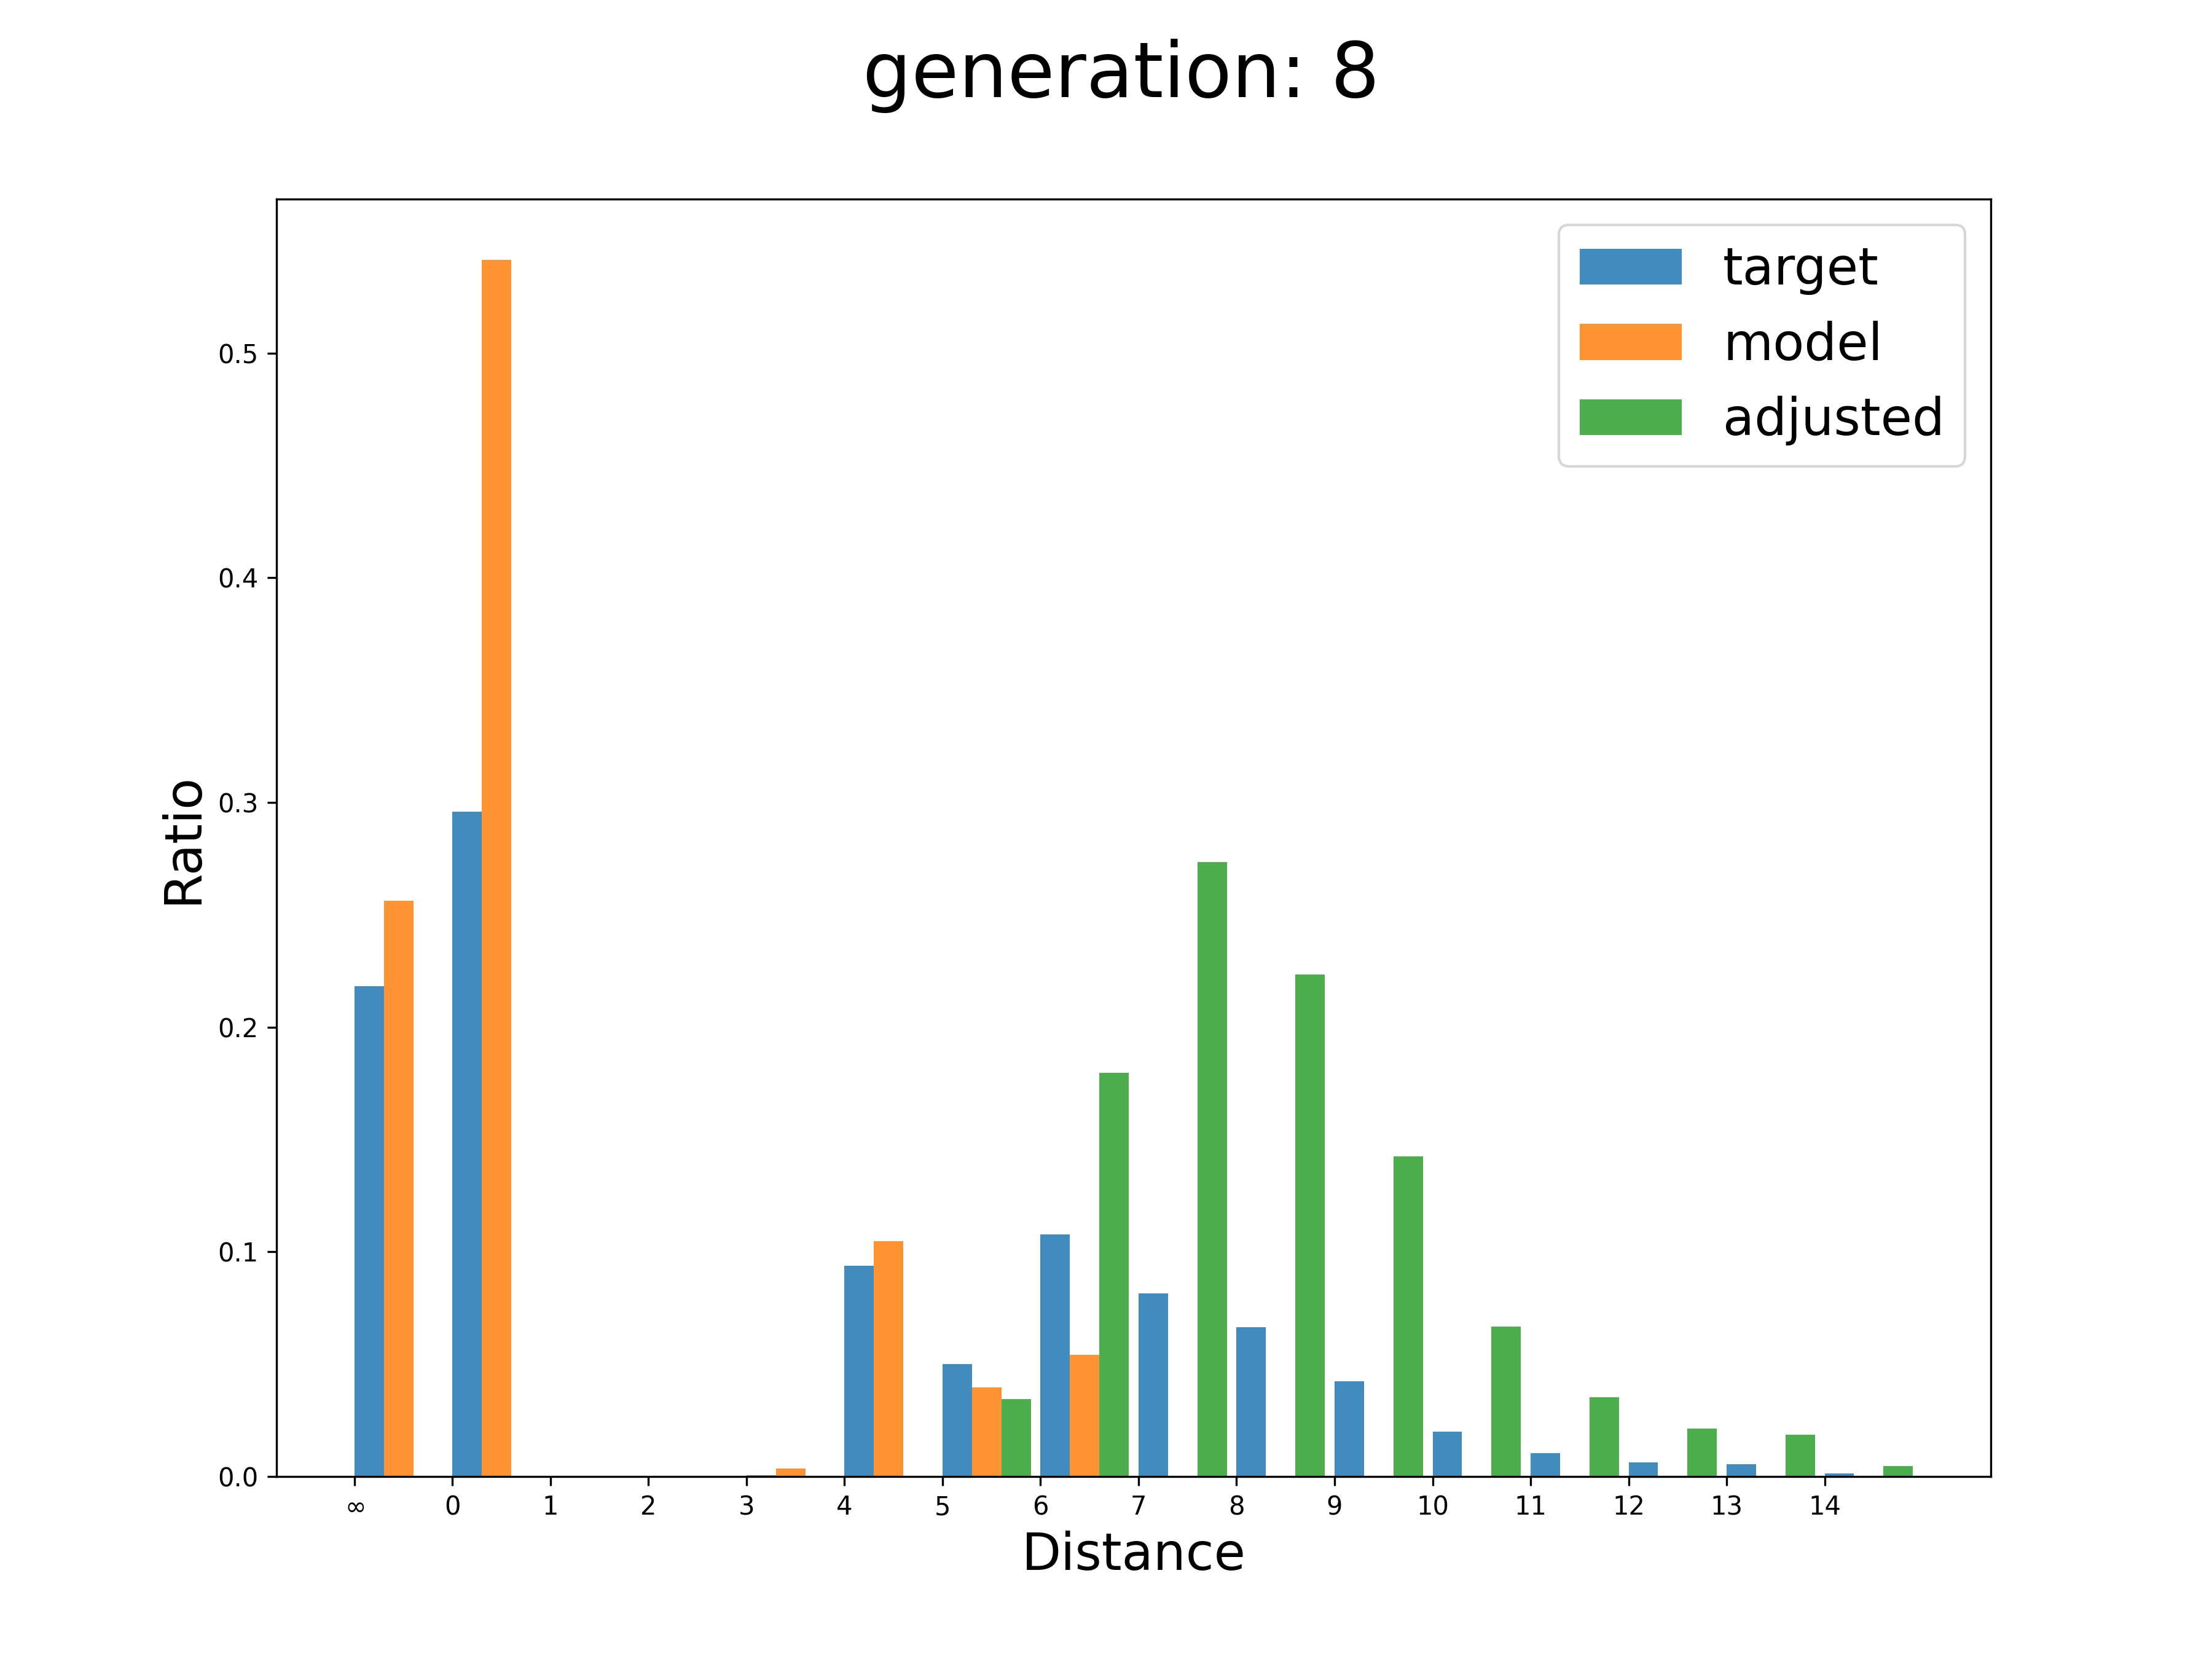 generation: 8
target
model
adjusted
0.5
0.4
0.3
0.2
0.1
0.0
Ratio
∞ 0 1 2 3 4 5 6 7 8 9 10 11 12 13 14
Distance